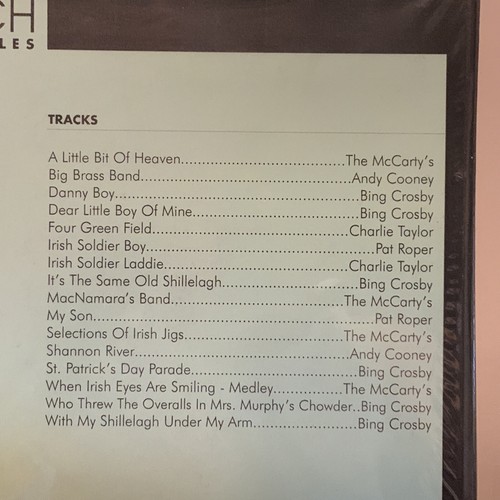 CH
LES
TRACKS
A Little Bit Of Heaven.........................................The McCarty's
Big Brass Band.....................................................Andy Cooney
Danny Boy.............................................................Bing Crosby
Dear Little Boy Of Mine..........................................Bing Crosby
Four Green Field.................................................Charlie Taylor
Irish Soldier Boy.........................................................Pat Roper
Irish Soldier Laddie..............................................Charlie Taylor
It's The Same Old Shillelagh..................................Bing Crosby
MacNamara's Band...........................................The McCarty's
My Son......................................................................Pat Roper
Selections Of Irish Jigs.......................................The McCarty's
Shannon River.....................................................Andy Cooney
St. Patrick's Day Parade.........................................Bing Crosby
When Irish Eyes Are Smiling - Medley.................The McCarty's
Who Threw The Overalls In Mrs. Murphy's Chowder..Bing Crosby
With My Shillelagh Under My Arm..........................Bing Crosby